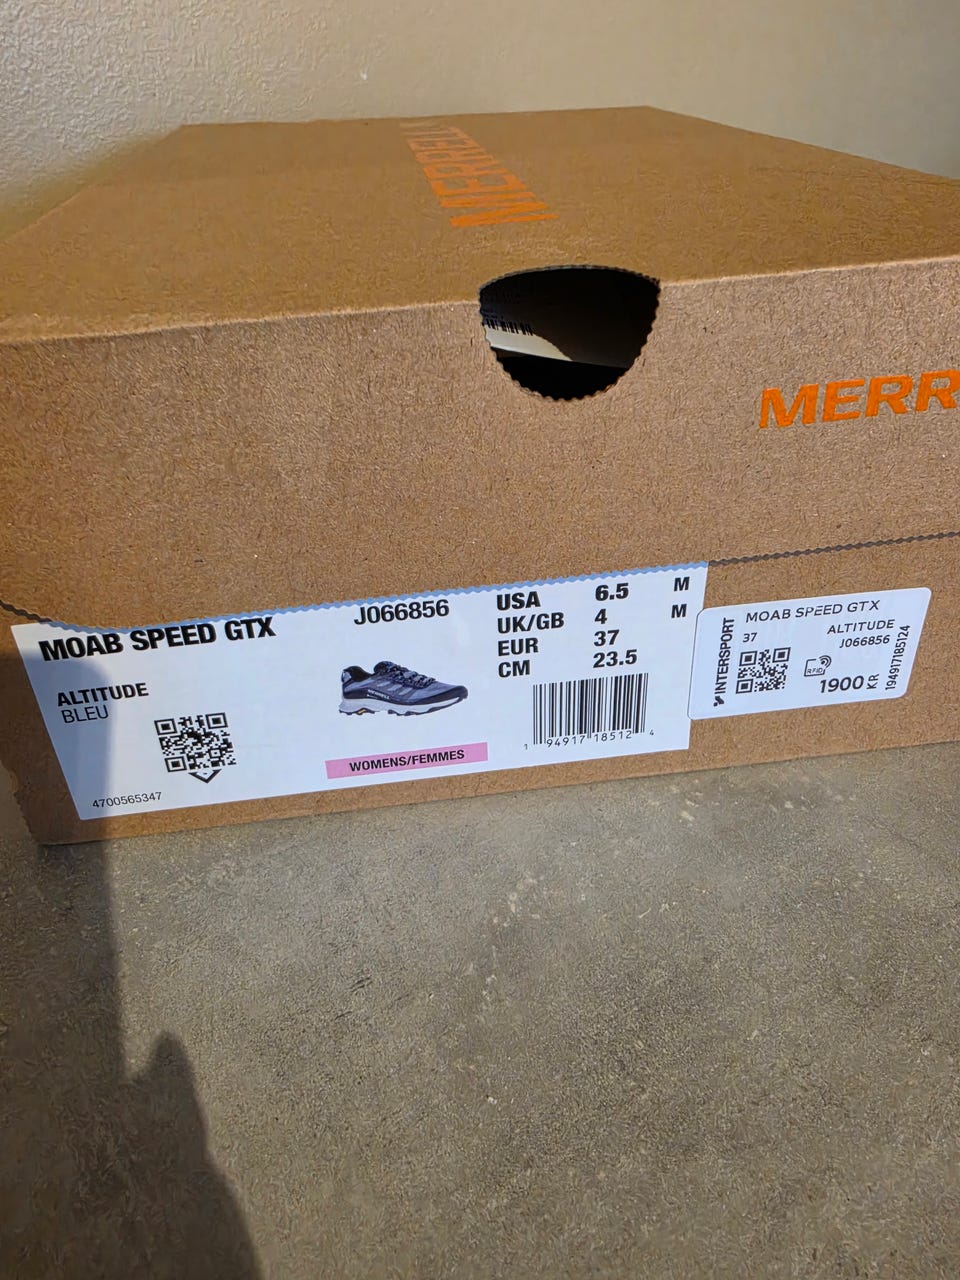 MERRELL
MERR
MOAB SPEED GTX
J066856
ALTITUDE
BLEU
4700565347
WOMENS/FEMMES
USA 6.5 M
UK/GB 4 M
EUR 37
CM 23.5
1 94917 18512 4
INTERSPORT
MOAB SPEED GTX
37
ALTITUDE
J066856
RFID
1900 KR
194917185124